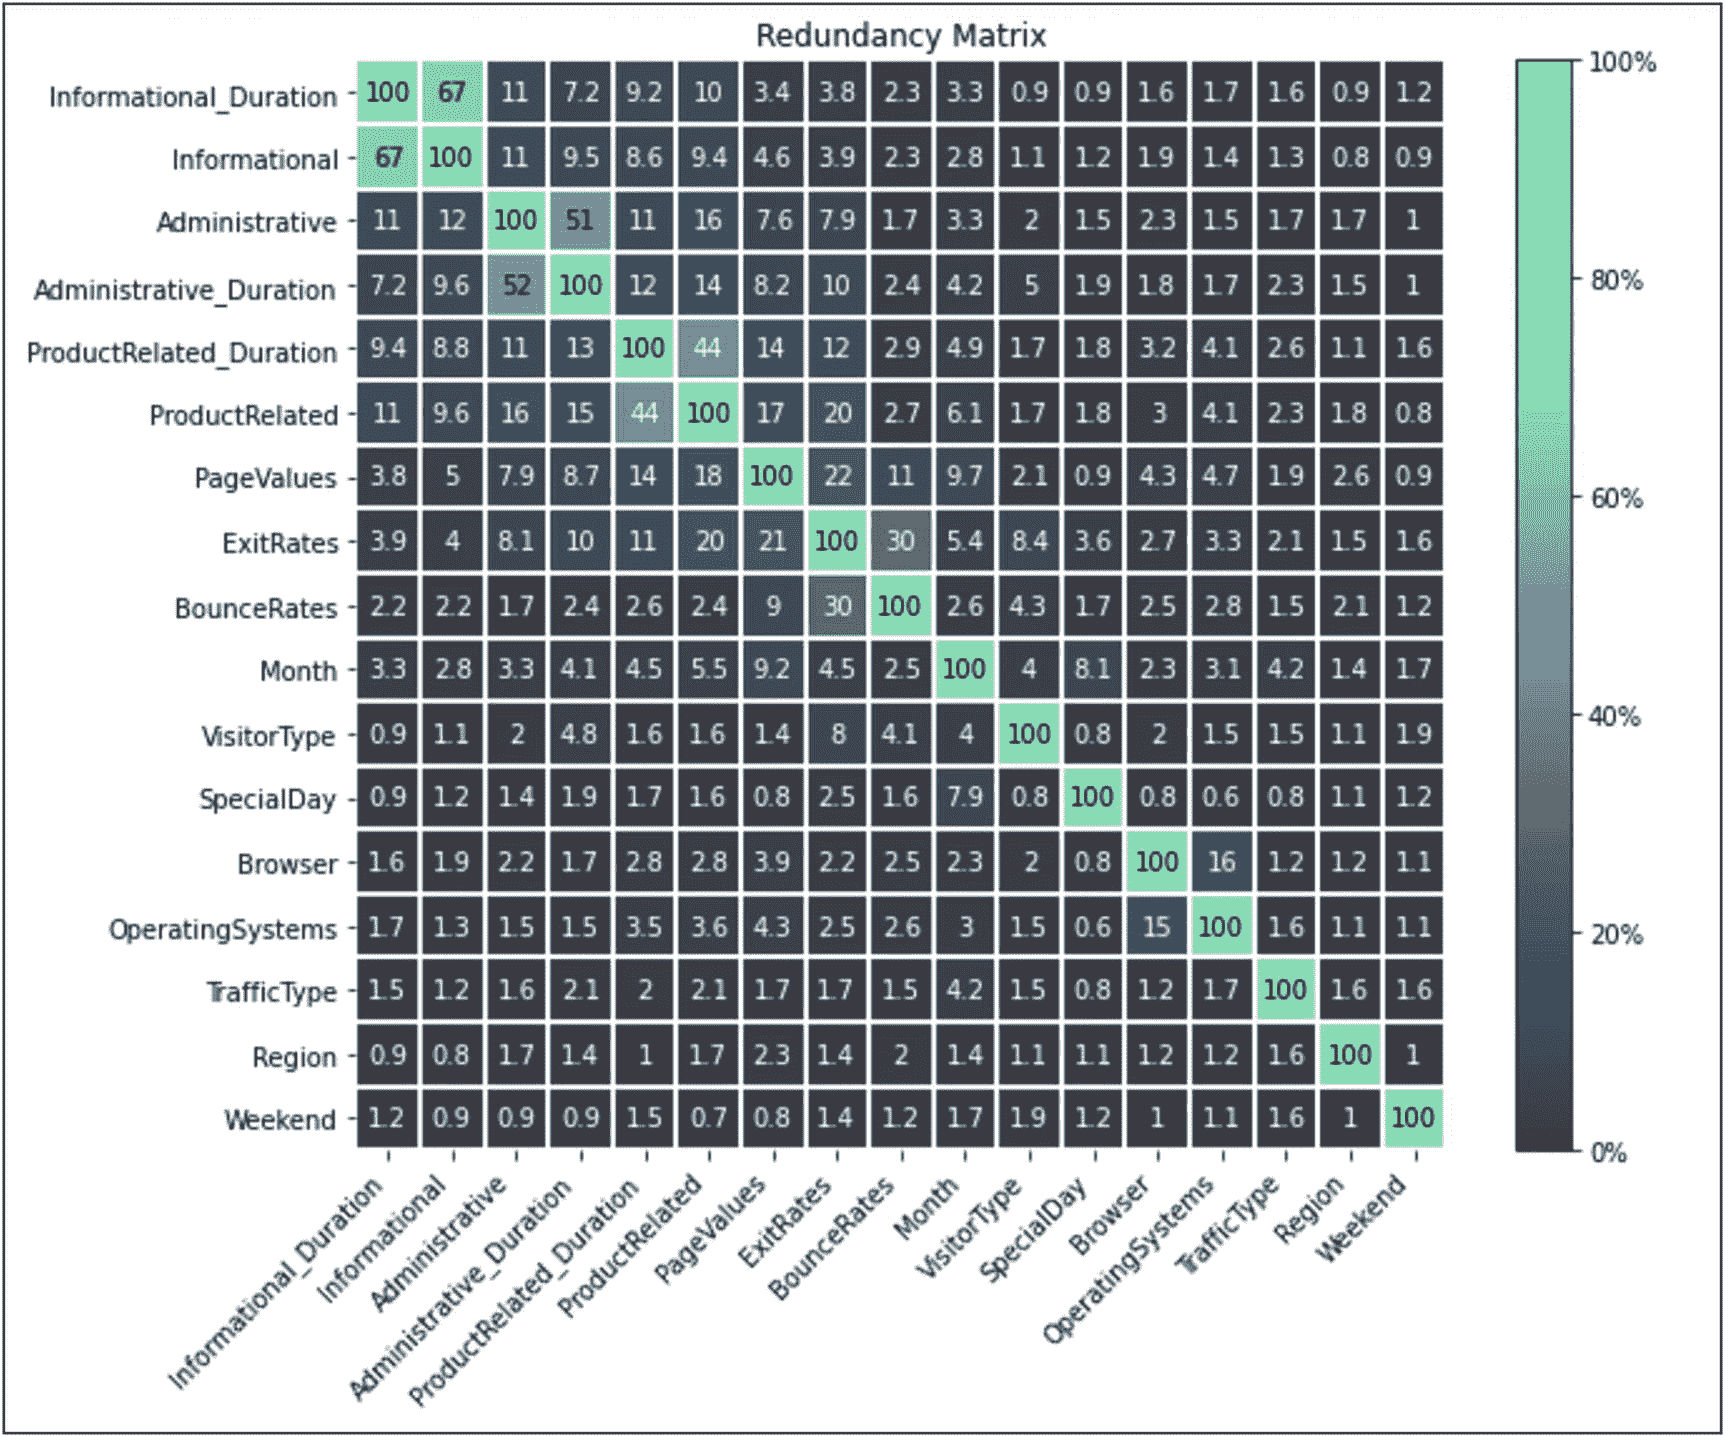 Redundancy Matrix
Informational_Duration 100 67 11 7.2 9.2 10 3.4 3.8 2.3 3.3 0.9 0.9 1.6 1.7 1.6 0.9 1.2
Informational 67 100 11 9.5 8.6 9.4 4.6 3.9 2.3 2.8 1.1 1.2 1.9 1.4 1.3 0.8 0.9
Administrative 11 12 100 51 11 16 7.6 7.9 1.7 3.3 2 1.5 2.3 1.5 1.7 1.7 1
Administrative_Duration 7.2 9.6 52 100 12 14 8.2 10 2.4 4.2 5 1.9 1.8 1.7 2.3 1.5 1
ProductRelated_Duration 9.4 8.8 11 13 100 44 14 12 2.9 4.9 1.7 1.8 3.2 4.1 2.6 1.1 1.6
ProductRelated 11 9.6 16 15 44 100 17 20 2.7 6.1 1.7 1.8 3 4.1 2.3 1.8 0.8
PageValues 3.8 5 7.9 8.7 14 18 100 22 11 9.7 2.1 0.9 4.3 4.7 1.9 2.6 0.9
ExitRates 3.9 4 8.1 10 11 20 21 100 30 5.4 8.4 3.6 2.7 3.3 2.1 1.5 1.6
BounceRates 2.2 2.2 1.7 2.4 2.6 2.4 9 30 100 2.6 4.3 1.7 2.5 2.8 1.5 2.1 1.2
Month 3.3 2.8 3.3 4.1 4.5 5.5 9.2 4.5 2.5 100 4 8.1 2.3 3.1 4.2 1.4 1.7
VisitorType 0.9 1.1 2 4.8 1.6 1.6 1.4 8 4.1 4 100 0.8 2 1.5 1.5 1.1 1.9
SpecialDay 0.9 1.2 1.4 1.9 1.7 1.6 0.8 2.5 1.6 7.9 0.8 100 0.8 0.6 0.8 1.1 1.2
Browser 1.6 1.9 2.2 1.7 2.8 2.8 3.9 2.2 2.5 2.3 2 0.8 100 16 1.2 1.2 1.1
OperatingSystems 1.7 1.3 1.5 1.5 3.5 3.6 4.3 2.5 2.6 3 1.5 0.6 15 100 1.6 1.1 1.1
TrafficType 1.5 1.2 1.6 2.1 2 2.1 1.7 1.7 1.5 4.2 1.5 0.8 1.2 1.7 100 1.6 1.6
Region 0.9 0.8 1.7 1.4 1 1.7 2.3 1.4 2 1.4 1.1 1.1 1.2 1.2 1.6 100 1
Weekend 1.2 0.9 0.9 0.9 1.5 0.7 0.8 1.4 1.2 1.7 1.9 1.2 1 1.1 1.6 1 100
Informational_Duration
Informational
Administrative
Administrative_Duration
ProductRelated_Duration
ProductRelated
PageValues
ExitRates
BounceRates
Month
VisitorType
SpecialDay
Browser
OperatingSystems
TrafficType
Region
Weekend
100%
80%
60%
40%
20%
0%